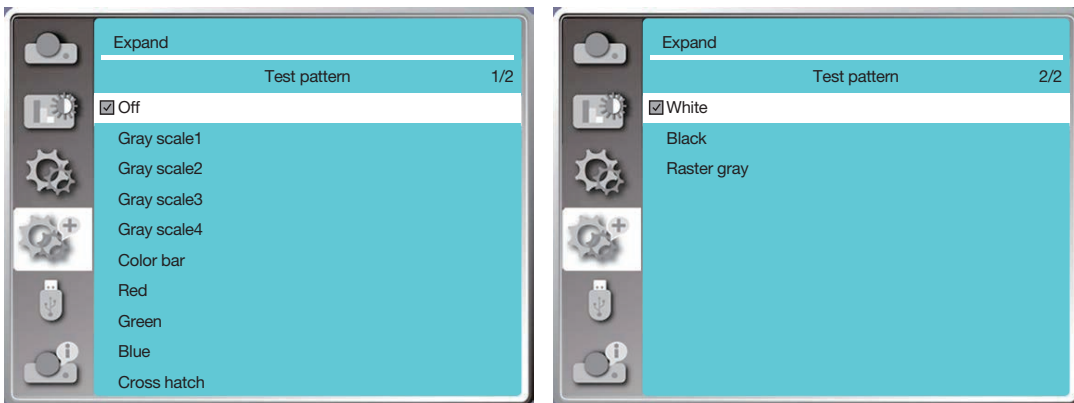 Expand
Test pattern 1/2
Off
Gray scale1
Gray scale2
Gray scale3
Gray scale4
Color bar
Red
Green
Blue
Cross hatch
Expand
Test pattern 2/2
White
Black
Raster gray